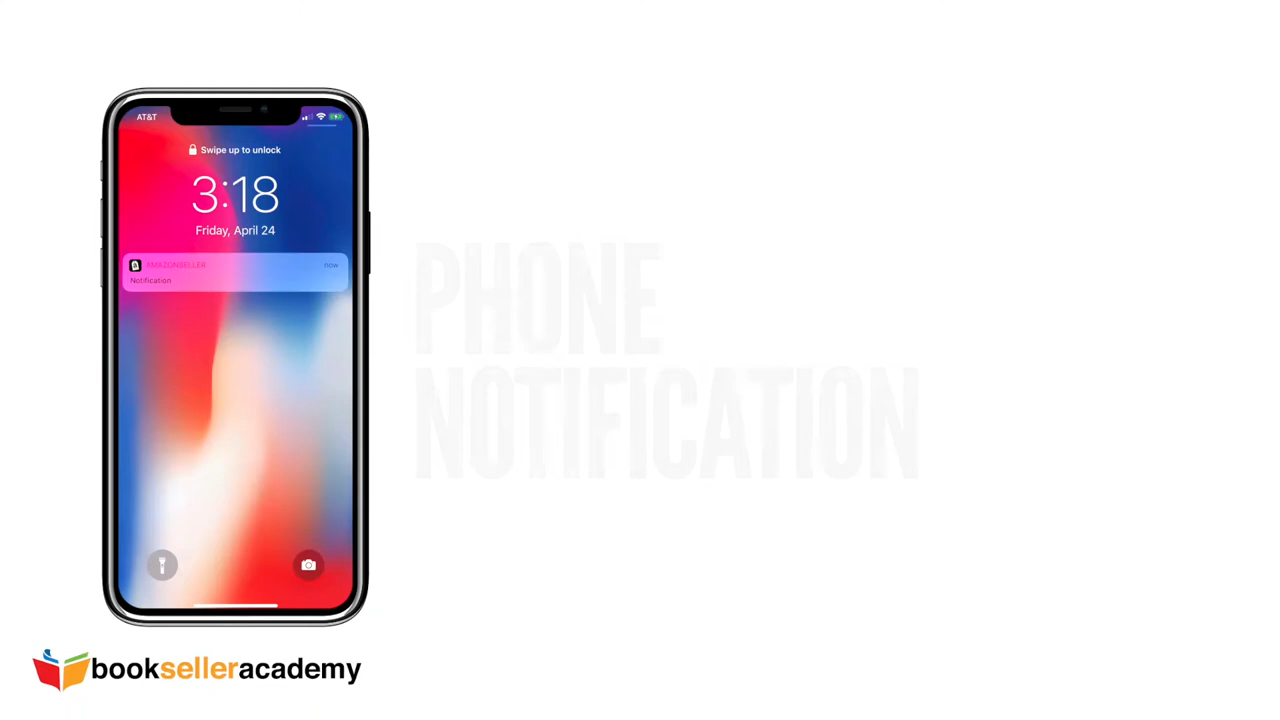 AT&T
Swipe up to unlock
3:18
Friday, April 24
AMAZONSELLER now
Notification
PHONE
NOTIFICATION
bookselleracademy